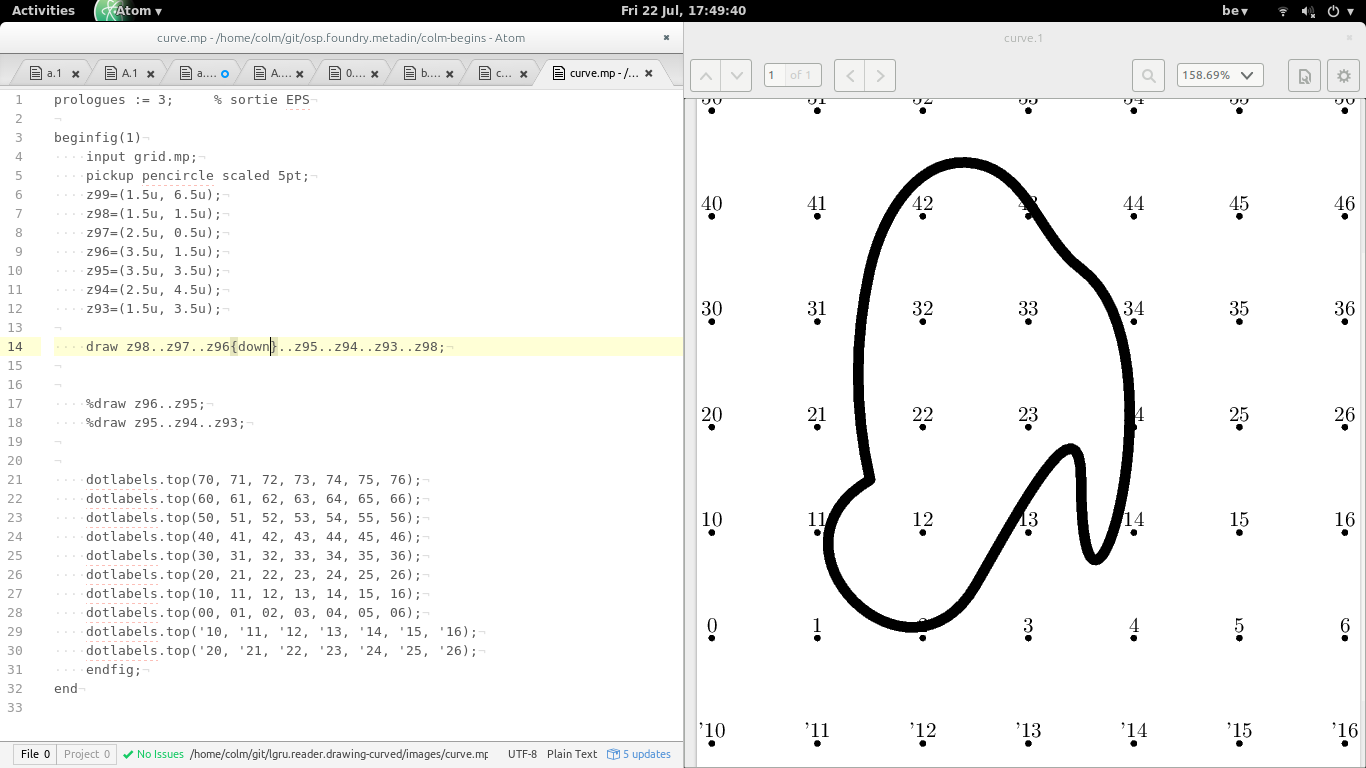 Activities Atom ▾ Fri 22 Jul, 17:49:40 be ▾
curve.mp - /home/colm/git/osp.foundry.metadin/colm-begins - Atom
a.1 A.1 a.... A.... 0.... b.... c... curve.mp - /...
1 prologues := 3; % sortie EPS
2
3 beginfig(1)
4 input grid.mp;
5 pickup pencircle scaled 5pt;
6 z99=(1.5u, 6.5u);
7 z98=(1.5u, 1.5u);
8 z97=(2.5u, 0.5u);
9 z96=(3.5u, 1.5u);
10 z95=(3.5u, 3.5u);
11 z94=(2.5u, 4.5u);
12 z93=(1.5u, 3.5u);
13
14 draw z98..z97..z96{down}..z95..z94..z93..z98;
15
16
17 %draw z96..z95;
18 %draw z95..z94..z93;
19
20
21 dotlabels.top(70, 71, 72, 73, 74, 75, 76);
22 dotlabels.top(60, 61, 62, 63, 64, 65, 66);
23 dotlabels.top(50, 51, 52, 53, 54, 55, 56);
24 dotlabels.top(40, 41, 42, 43, 44, 45, 46);
25 dotlabels.top(30, 31, 32, 33, 34, 35, 36);
26 dotlabels.top(20, 21, 22, 23, 24, 25, 26);
27 dotlabels.top(10, 11, 12, 13, 14, 15, 16);
28 dotlabels.top(00, 01, 02, 03, 04, 05, 06);
29 dotlabels.top('10, '11, '12, '13, '14, '15, '16);
30 dotlabels.top('20, '21, '22, '23, '24, '25, '26);
31 endfig;
32 end
33
File 0 Project 0 No Issues /home/colm/git/lgru.reader.drawing-curved/images/curve.mp UTF-8 Plain Text 5 updates
curve.1
1 of 1 158.69%
50 51 52 53 54 55 56
40 41 42 43 44 45 46
30 31 32 33 34 35 36
20 21 22 23 24 25 26
10 11 12 13 14 15 16
0 1 2 3 4 5 6
'10 '11 '12 '13 '14 '15 '16